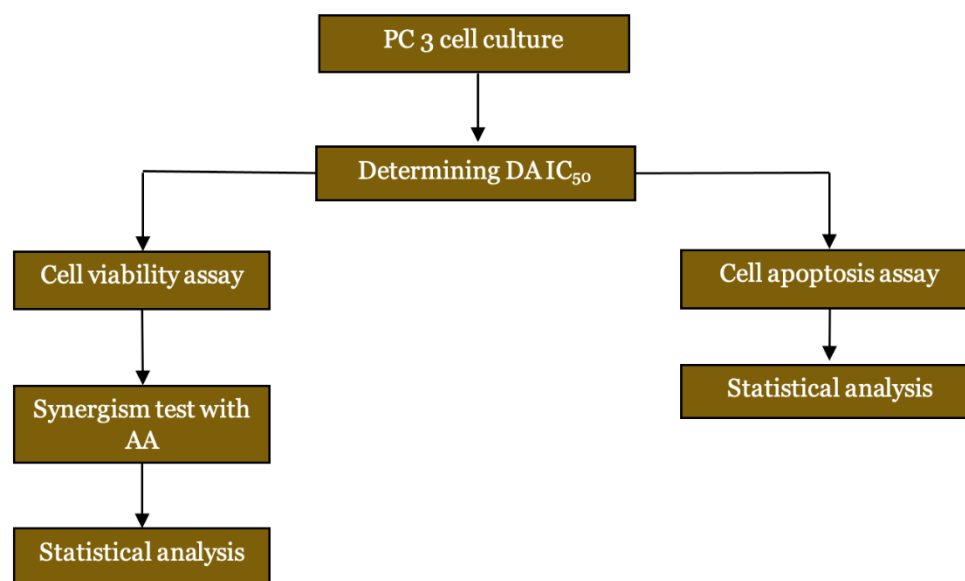 PC 3 cell culture
Determining DA IC₅₀
Cell viability assay
Cell apoptosis assay
Synergism test with
AA
Statistical analysis
Statistical analysis